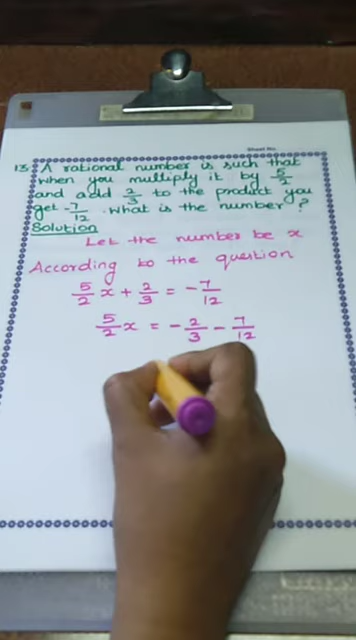 Sheet No.
13. A rational number is such that
when you multiply it by 5/2
and add 2/3 to the product you
get -7/12. What is the number?
Solution
Let the number be x
According to the question
5/2 x + 2/3 = -7/12
5/2 x = -2/3 - 7/12